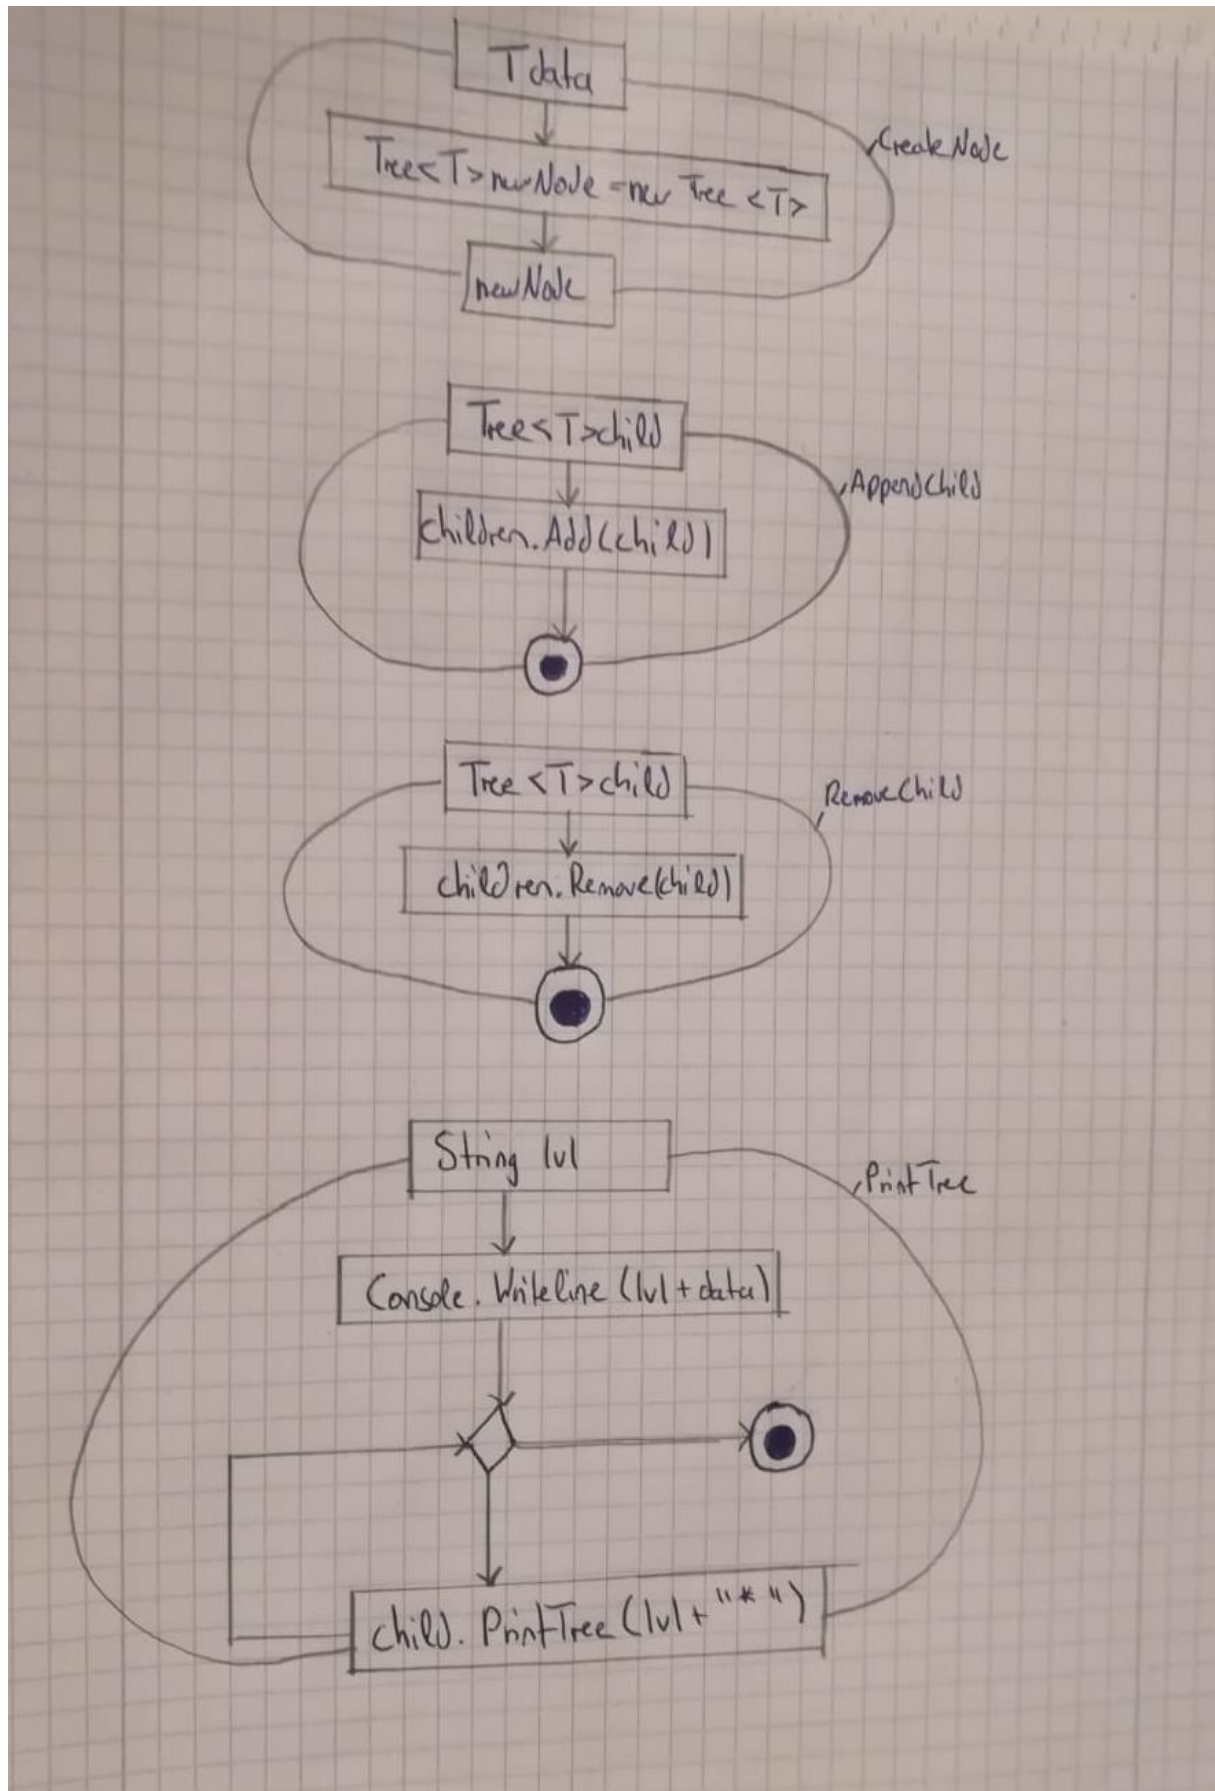 T data
CreateNode
Tree<T>newNode = new Tree <T>
newNode
Tree<T>child
AppendChild
children.Add(child)
Tree <T>child
RemoveChild
children.Remove(child)
String lvl
PrintTree
Console.Writeline (lvl + data)
child. PrintTree (lvl + "*")